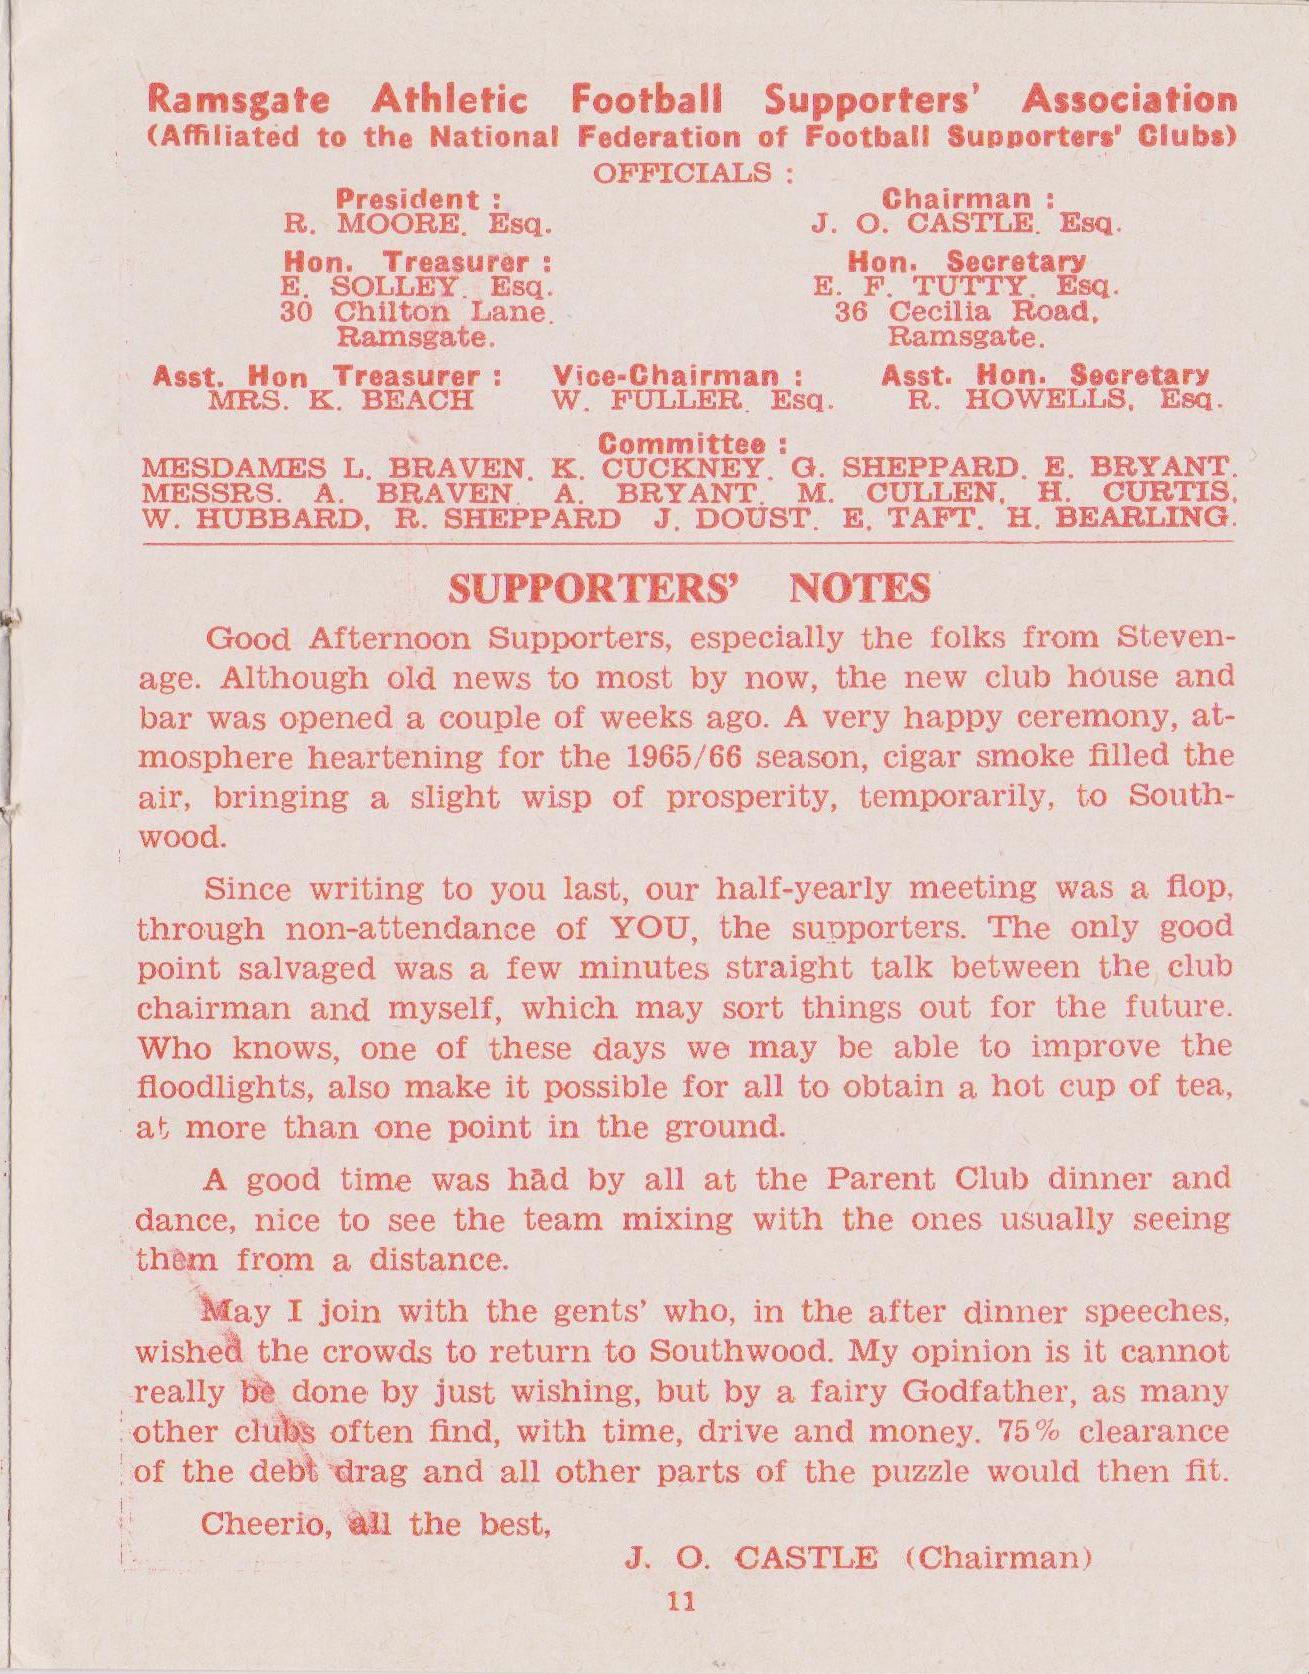 Ramsgate Athletic Football Supporters' Association
(Affiliated to the National Federation of Football Supporters' Clubs)
OFFICIALS :
President :
R. MOORE. Esq.
Chairman :
J. O. CASTLE. Esq.
Hon. Treasurer :
E. SOLLEY. Esq.
30 Chilton Lane.
Ramsgate.
Hon. Secretary
E. F. TUTTY. Esq.
36 Cecilia Road,
Ramsgate.
Asst. Hon Treasurer :
MRS. K. BEACH
Vice-Chairman :
W. FULLER. Esq.
Asst. Hon. Secretary
R. HOWELLS, Esq.
Committee :
MESDAMES L. BRAVEN. K. CUCKNEY. G. SHEPPARD. E. BRYANT.
MESSRS. A. BRAVEN. A. BRYANT. M. CULLEN, H. CURTIS,
W. HUBBARD, R. SHEPPARD J. DOUST. E. TAFT. H. BEARLING.
SUPPORTERS' NOTES
Good Afternoon Supporters, especially the folks from Steven-
age. Although old news to most by now, the new club house and
bar was opened a couple of weeks ago. A very happy ceremony, at-
mosphere heartening for the 1965/66 season, cigar smoke filled the
air, bringing a slight wisp of prosperity, temporarily, to South-
wood.
Since writing to you last, our half-yearly meeting was a flop,
through non-attendance of YOU, the supporters. The only good
point salvaged was a few minutes straight talk between the club
chairman and myself, which may sort things out for the future.
Who knows, one of these days we may be able to improve the
floodlights, also make it possible for all to obtain a hot cup of tea,
at more than one point in the ground.
A good time was had by all at the Parent Club dinner and
dance, nice to see the team mixing with the ones usually seeing
them from a distance.
May I join with the gents' who, in the after dinner speeches,
wished the crowds to return to Southwood. My opinion is it cannot
really be done by just wishing, but by a fairy Godfather, as many
other clubs often find, with time, drive and money. 75% clearance
of the debt drag and all other parts of the puzzle would then fit.
Cheerio, all the best,
J. O. CASTLE (Chairman)
11